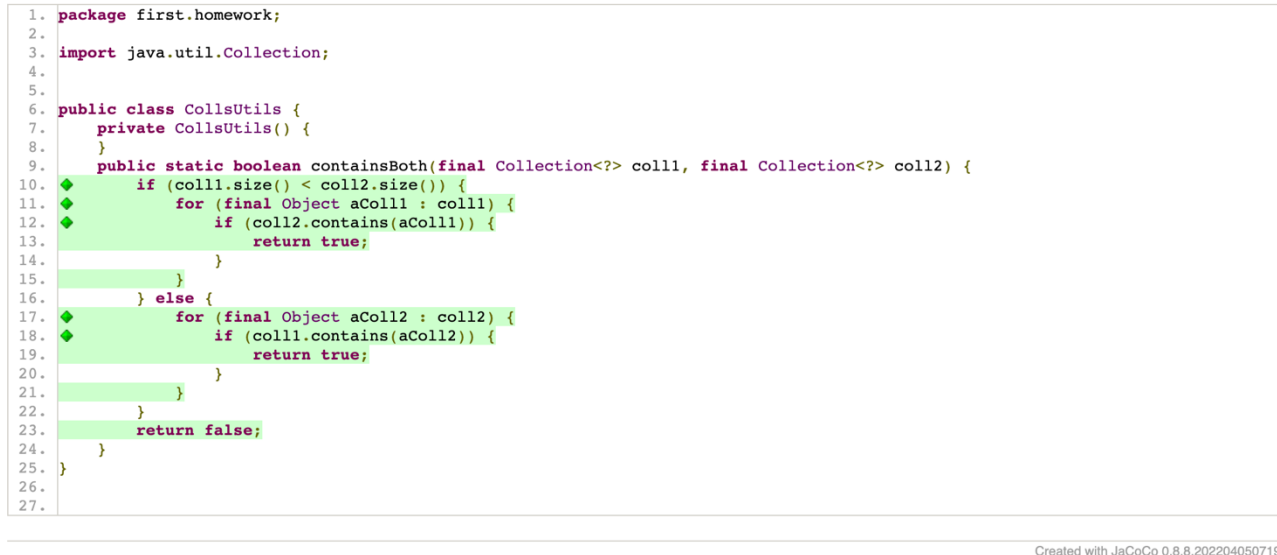 1. package first.homework;
2.
3. import java.util.Collection;
4.
5.
6. public class CollsUtils {
7.     private CollsUtils() {
8.     }
9.     public static boolean containsBoth(final Collection<?> coll1, final Collection<?> coll2) {
10.         if (coll1.size() < coll2.size()) {
11.             for (final Object aColl1 : coll1) {
12.                 if (coll2.contains(aColl1)) {
13.                     return true;
14.                 }
15.             }
16.         } else {
17.             for (final Object aColl2 : coll2) {
18.                 if (coll1.contains(aColl2)) {
19.                     return true;
20.                 }
21.             }
22.         }
23.         return false;
24.     }
25. }
26.
27.
Created with JaCoCo 0.8.8.202204050719